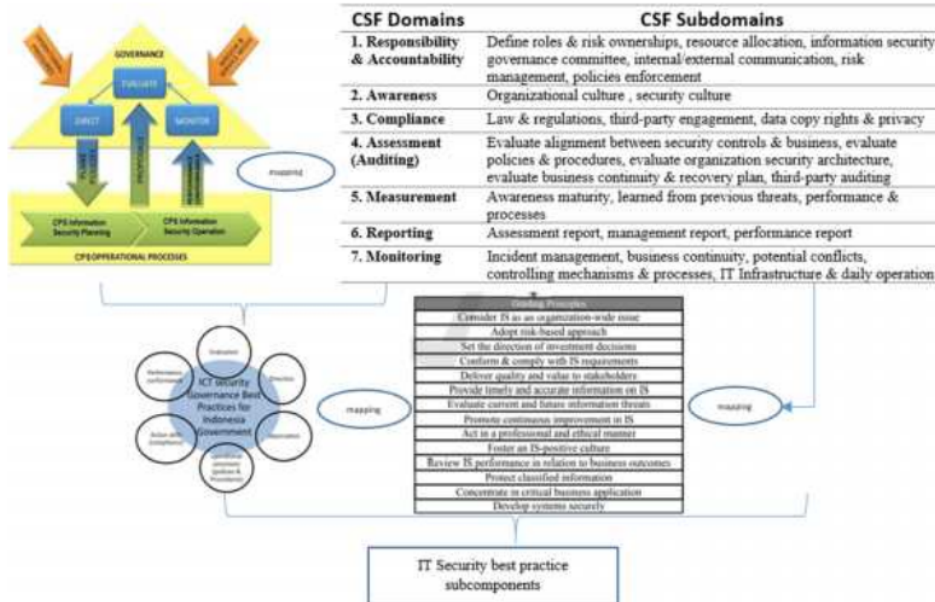 CSF Domains CSF Subdomains
1. Responsibility & Accountability
Define roles & risk ownerships, resource allocation, information security
governance committee, internal/external communication, risk
management, policies enforcement
2. Awareness
Organizational culture , security culture
3. Compliance
Law & regulations, third-party engagement, data copy rights & privacy
4. Assessment
(Auditing)
Evaluate alignment between security controls & business, evaluate
policies & procedures, evaluate organization security architecture,
evaluate business continuity & recovery plan, third-party auditing
5. Measurement
Awareness maturity, learned from previous threats, performance &
processes
6. Reporting
Assessment report, management report, performance report
7. Monitoring
Incident management, business continuity, potential conflicts,
controlling mechanisms & processes, IT Infrastructure & daily operation
GOVERNANCE
EVALUATE
DIRECT
MONITOR
mapping
CPS Information
Security Planning
CPS Information
Security Operation
CPS OPPERATIONAL PROCESSES
Guiding Principles
Consider IS as an organization-wide issue
Adopt risk-based approach
Set the direction of investment decisions
Conform & comply with IS requirements
Deliver quality and value to stakeholders
Provide timely and accurate information on IS
Evaluate current and future information threats
Promote continuous improvement in IS
Act in a professional and ethical manner
Foster an IS-positive culture
Review IS performance in relation to business outcomes
Protect classified information
Concentrate in critical business application
Develop systems securely
Evaluation
Direction
ICT security
Governance Best
Practices for
Indonesia
Government
mapping
mapping
IT Security best practice
subcomponents